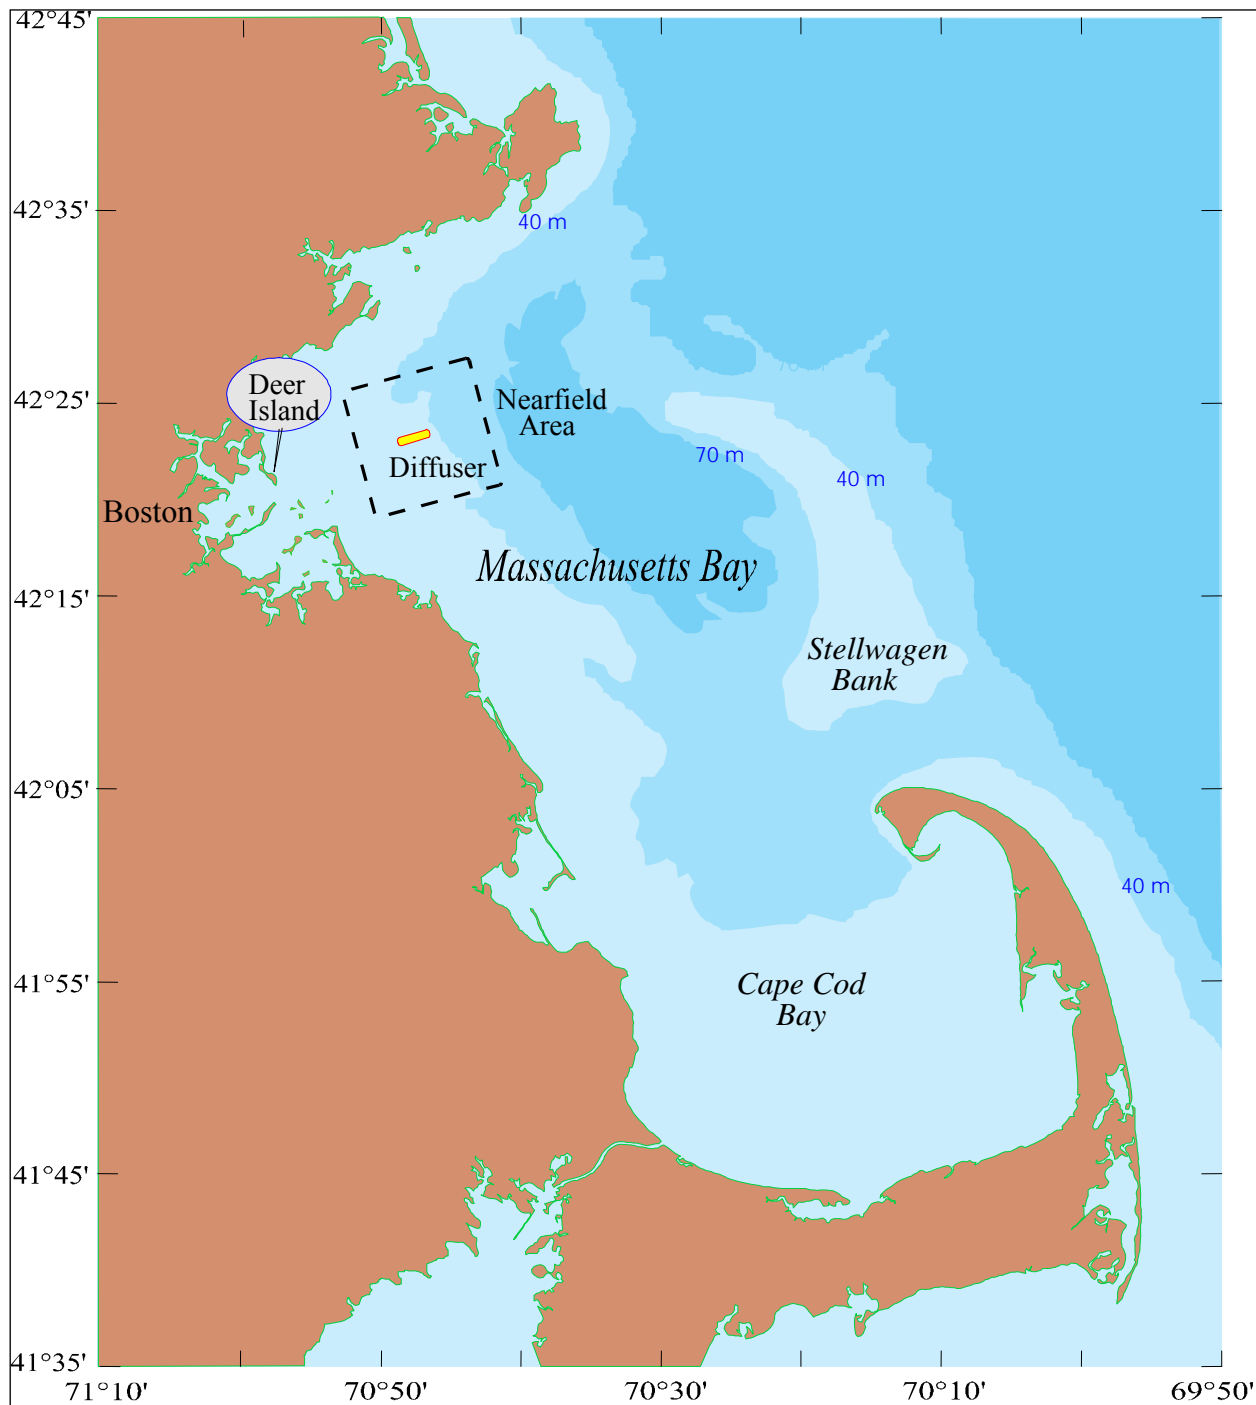 42°45'
42°35'
40 m
Deer
Island
42°25'
Nearfield
Area
70 m
40 m
Diffuser
Boston
Massachusetts Bay
42°15'
Stellwagen
Bank
42°05'
40 m
41°55'
Cape Cod
Bay
41°45'
41°35'
71°10'
70°50'
70°30'
70°10'
69°50'